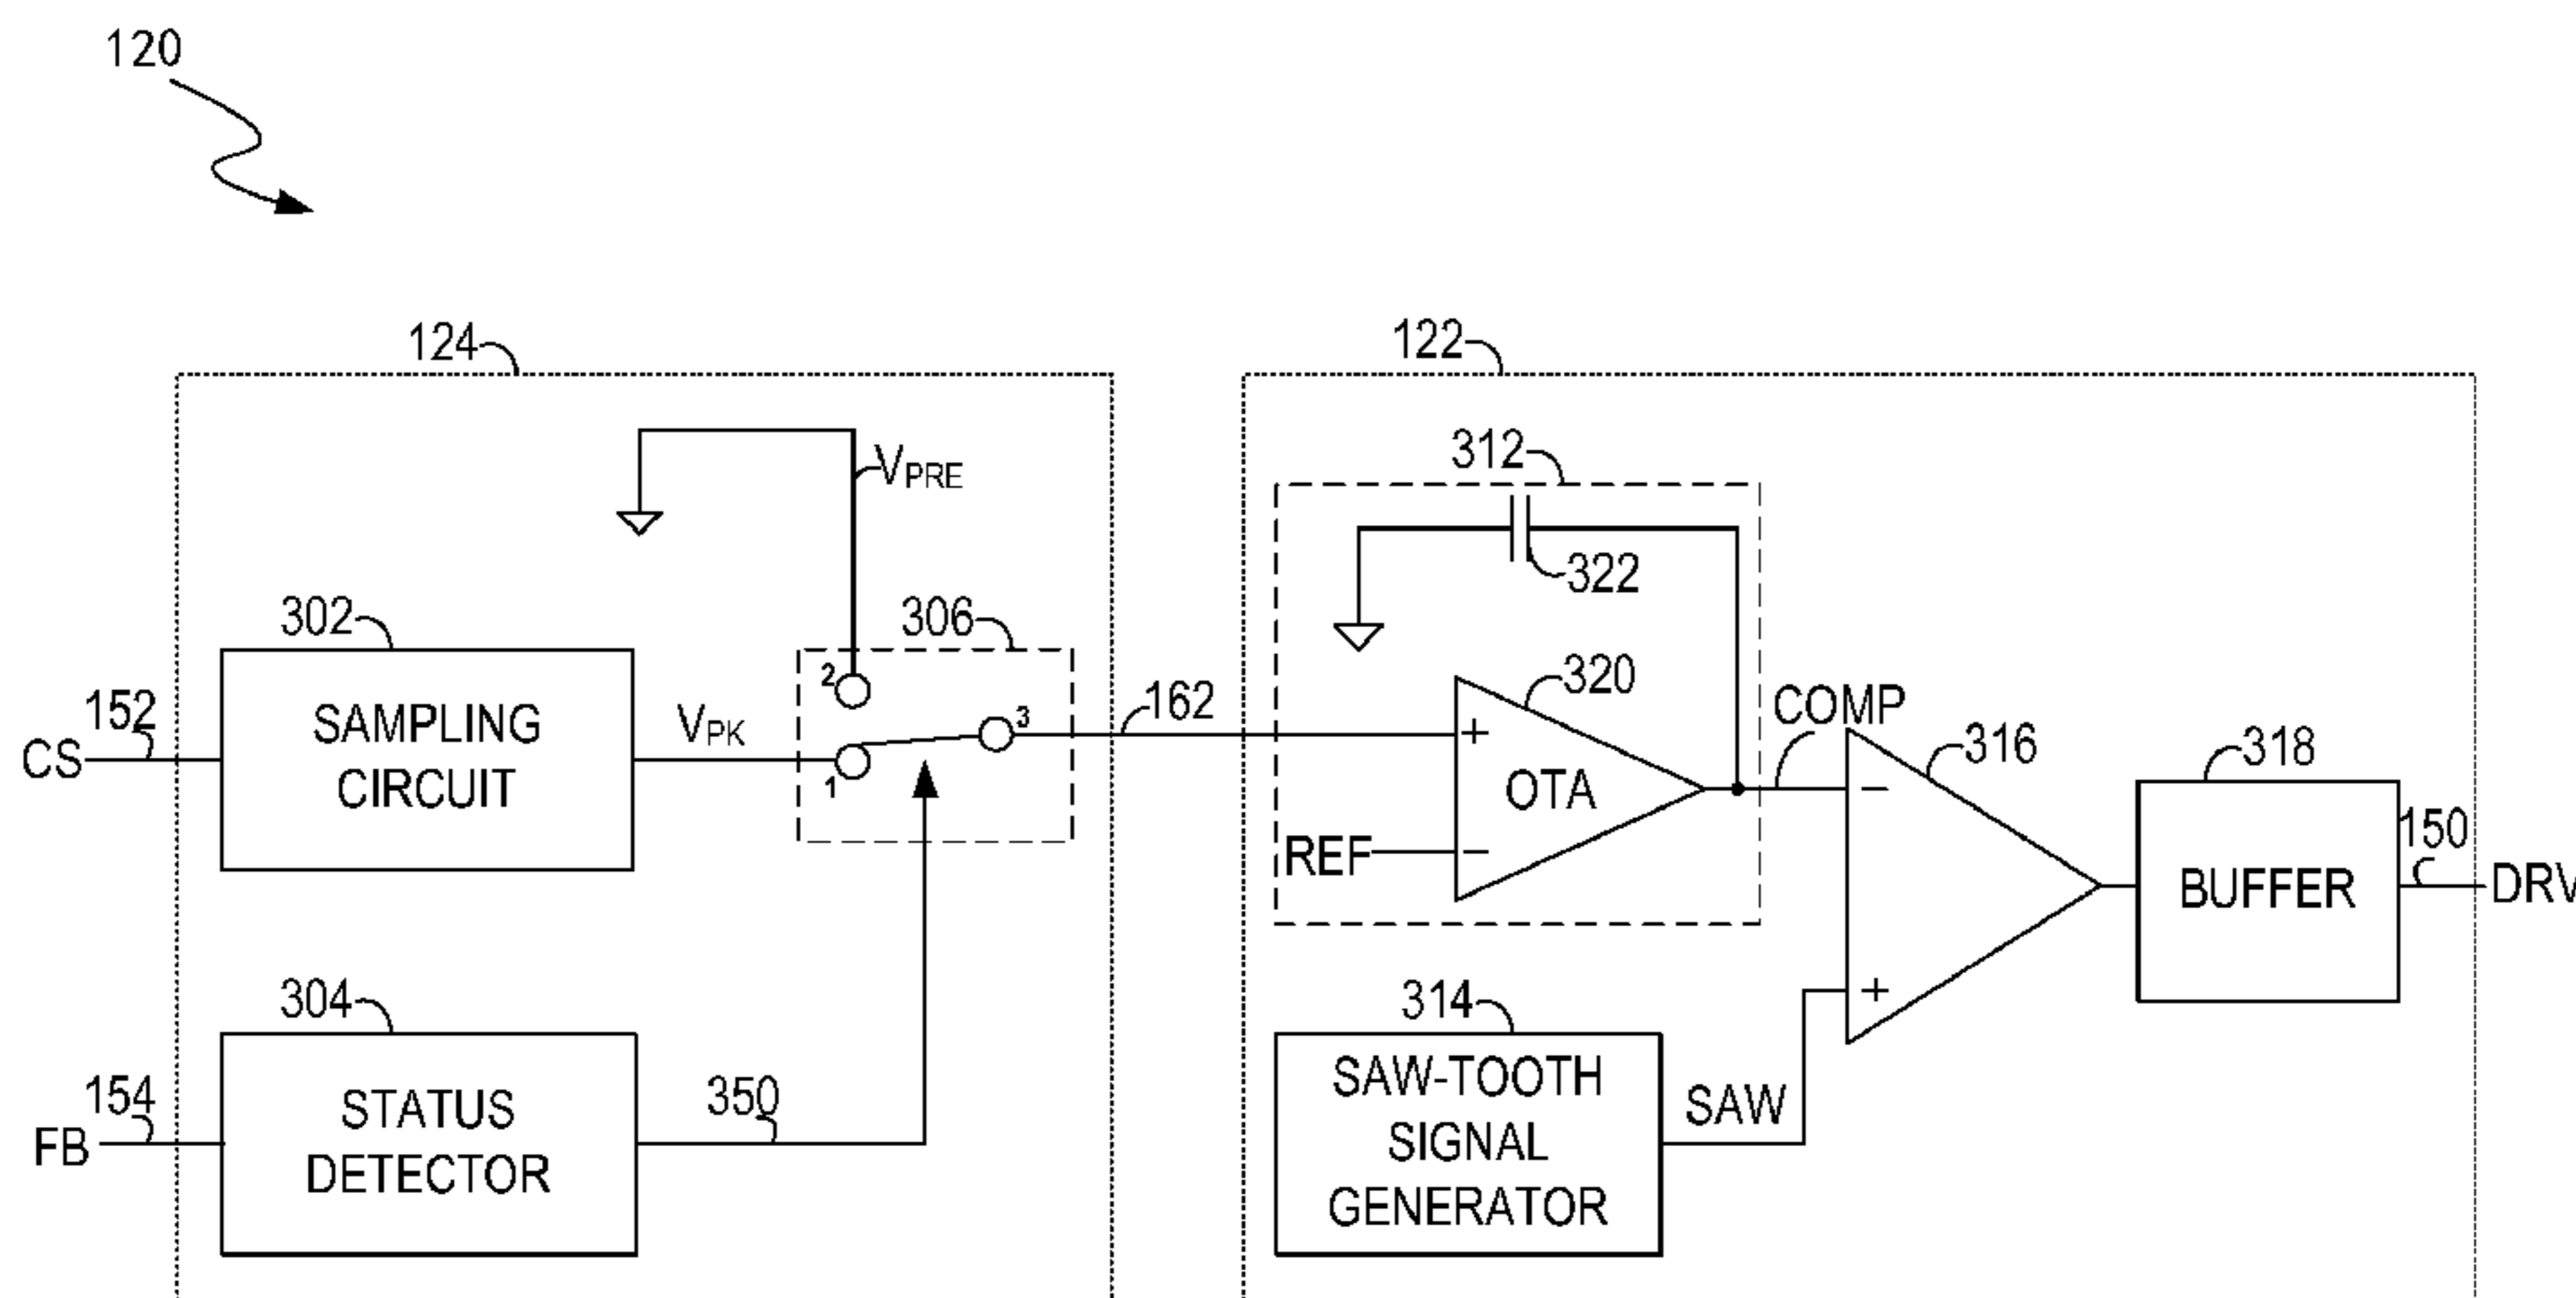 120
124
122
V_PRE
312
322
302
306
2
320
152
SAMPLING
CIRCUIT
V_PK
3
162
+
COMP
316
318
CS
1
OTA
−
150
REF
−
BUFFER
DRV
304
314
+
154
STATUS
DETECTOR
350
SAW-TOOTH
SIGNAL
GENERATOR
SAW
FB